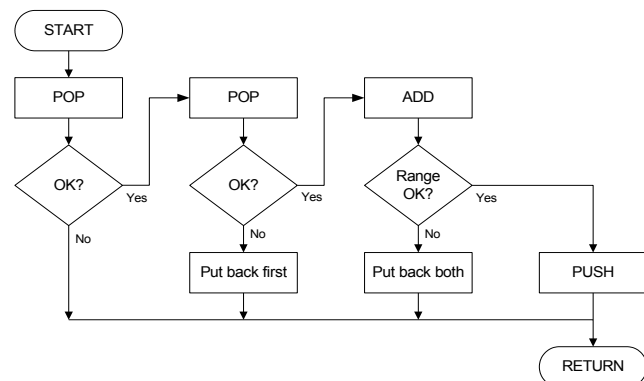 START
POP
POP
ADD
OK?
Yes
OK?
Yes
Range
OK?
Yes
No
No
No
Put back first
Put back both
PUSH
RETURN